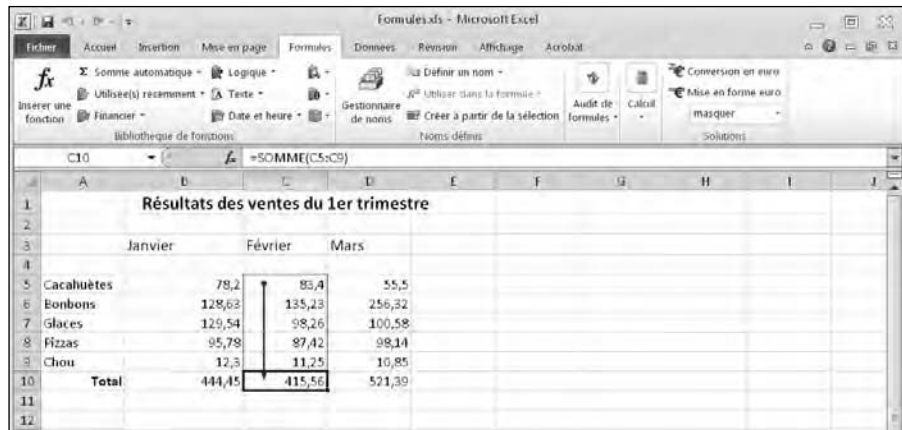 Formules.xls - Microsoft Excel
Fichier Accueil Insertion Mise en page Formules Données Révision Affichage Acrobat
Σ Somme automatique Logique Définir un nom Conversion en euro
Utilisée(s) récemment Texte Utiliser dans la formule Mise en forme euro
Insérer une fonction Financier Date et heure Gestionnaire de noms Créer à partir de la sélection Audit de formules Calcul masquer
Bibliothèque de fonctions Noms définis Solutions
C10 fx =SOMME(C5:C9)
A B C D E F G H I J
1 Résultats des ventes du 1er trimestre
2
3 Janvier Février Mars
4
5 Cacahuètes 78,2 83,4 55,5
6 Bonbons 128,63 135,23 256,32
7 Glaces 129,54 98,26 100,58
8 Pizzas 95,78 87,42 98,14
9 Chou 12,3 11,25 10,85
10 Total 444,45 415,56 521,39
11
12